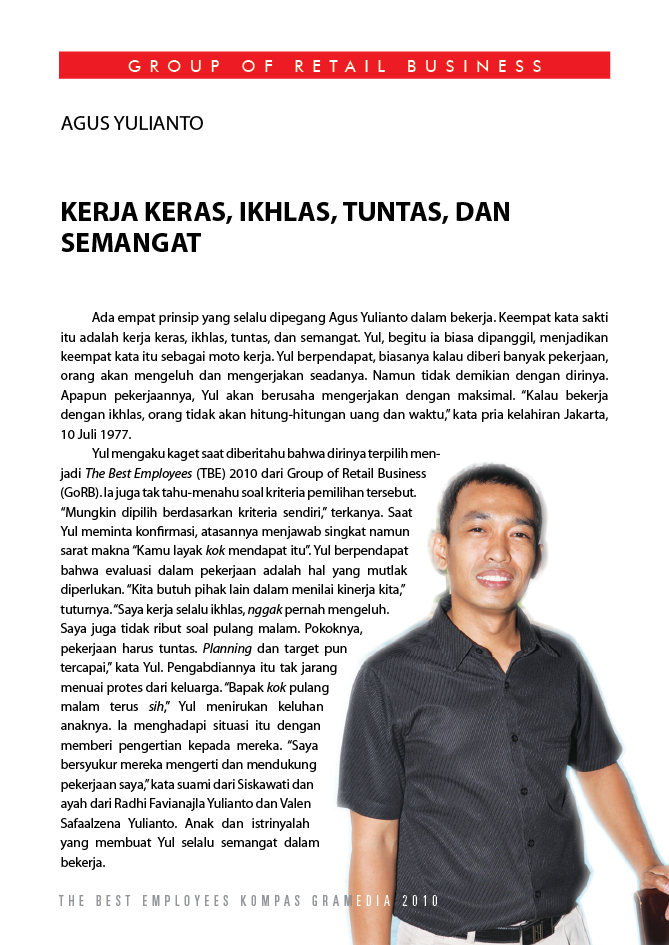 GROUP OF RETAIL BUSINESS
AGUS YULIANTO
KERJA KERAS, IKHLAS, TUNTAS, DAN
SEMANGAT
Ada empat prinsip yang selalu dipegang Agus Yulianto dalam bekerja. Keempat kata sakti
itu adalah kerja keras, ikhlas, tuntas, dan semangat. Yul, begitu ia biasa dipanggil, menjadikan
keempat kata itu sebagai moto kerja. Yul berpendapat, biasanya kalau diberi banyak pekerjaan,
orang akan mengeluh dan mengerjakan seadanya. Namun tidak demikian dengan dirinya.
Apapun pekerjaannya, Yul akan berusaha mengerjakan dengan maksimal. “Kalau bekerja
dengan ikhlas, orang tidak akan hitung-hitungan uang dan waktu,” kata pria kelahiran Jakarta,
10 Juli 1977.
Yul mengaku kaget saat diberitahu bahwa dirinya terpilih men-
jadi The Best Employees (TBE) 2010 dari Group of Retail Business
(GoRB). Ia juga tak tahu-menahu soal kriteria pemilihan tersebut.
“Mungkin dipilih berdasarkan kriteria sendiri,” terkanya. Saat
Yul meminta konfirmasi, atasannya menjawab singkat namun
sarat makna “Kamu layak kok mendapat itu”. Yul berpendapat
bahwa evaluasi dalam pekerjaan adalah hal yang mutlak
diperlukan. “Kita butuh pihak lain dalam menilai kinerja kita,”
tuturnya. “Saya kerja selalu ikhlas, nggak pernah mengeluh.
Saya juga tidak ribut soal pulang malam. Pokoknya,
pekerjaan harus tuntas. Planning dan target pun
tercapai,” kata Yul. Pengabdiannya itu tak jarang
menuai protes dari keluarga. “Bapak kok pulang
malam terus sih,” Yul menirukan keluhan
anaknya. Ia menghadapi situasi itu dengan
memberi pengertian kepada mereka. “Saya
bersyukur mereka mengerti dan mendukung
pekerjaan saya,” kata suami dari Siskawati dan
ayah dari Radhi Favianajla Yulianto dan Valen
Safaalzena Yulianto. Anak dan istrinyalah
yang membuat Yul selalu semangat dalam
bekerja.
THE BEST EMPLOYEES KOMPAS GRAMEDIA 2010